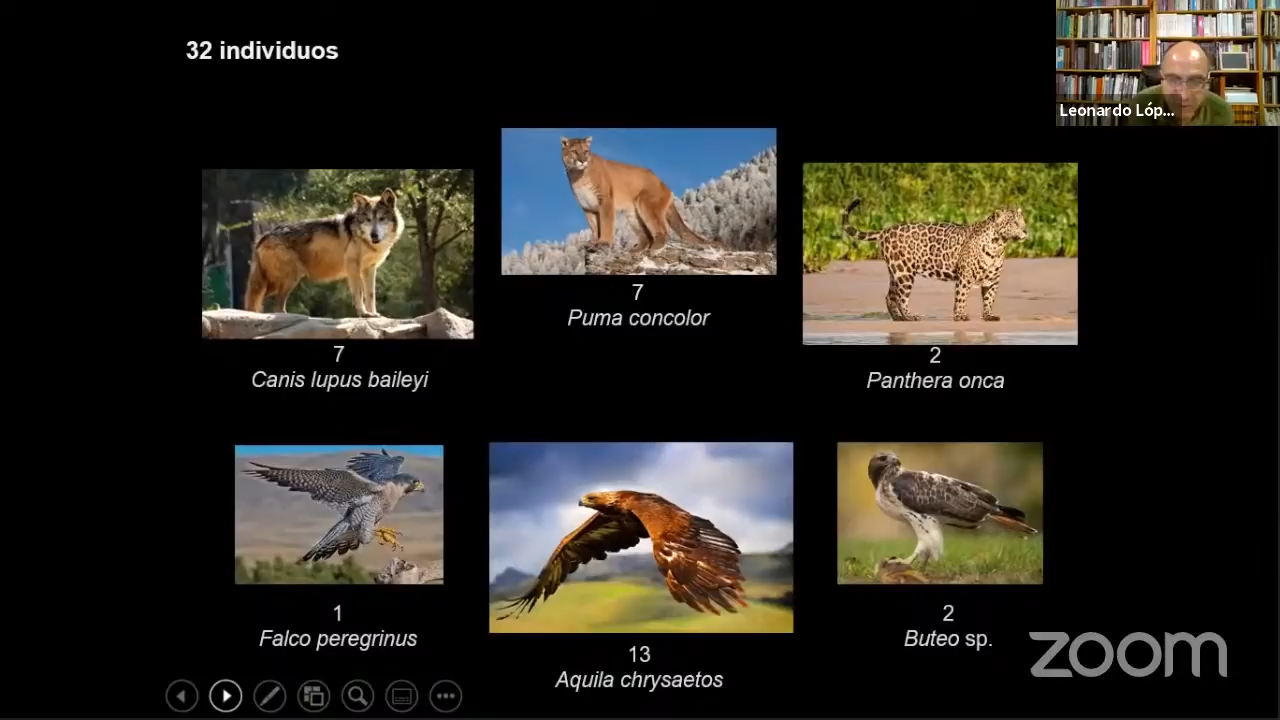 32 individuos
Leonardo Lóp...
7
Puma concolor
7
Canis lupus baileyi
2
Panthera onca
1
Falco peregrinus
13
Aquila chrysaetos
2
Buteo sp.
zoom